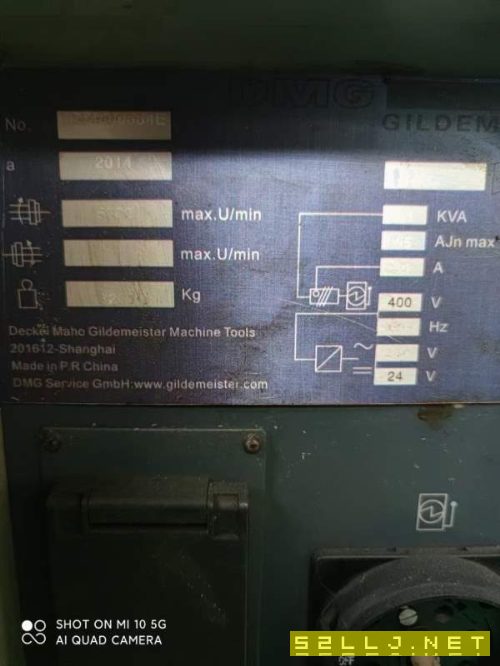 DMG
GILDEM
No.
a 2014
max.U/min
max.U/min
Kg
KVA
AJn max
A
400 V
Hz
V
24 V
Deckel Maho Gildemeister Machine Tools
201612-Shanghai
Made in P.R China
DMG Service GmbH:www.gildemeister.com
OFF
SHOT ON MI 10 5G
AI QUAD CAMERA
52LLJ.NET